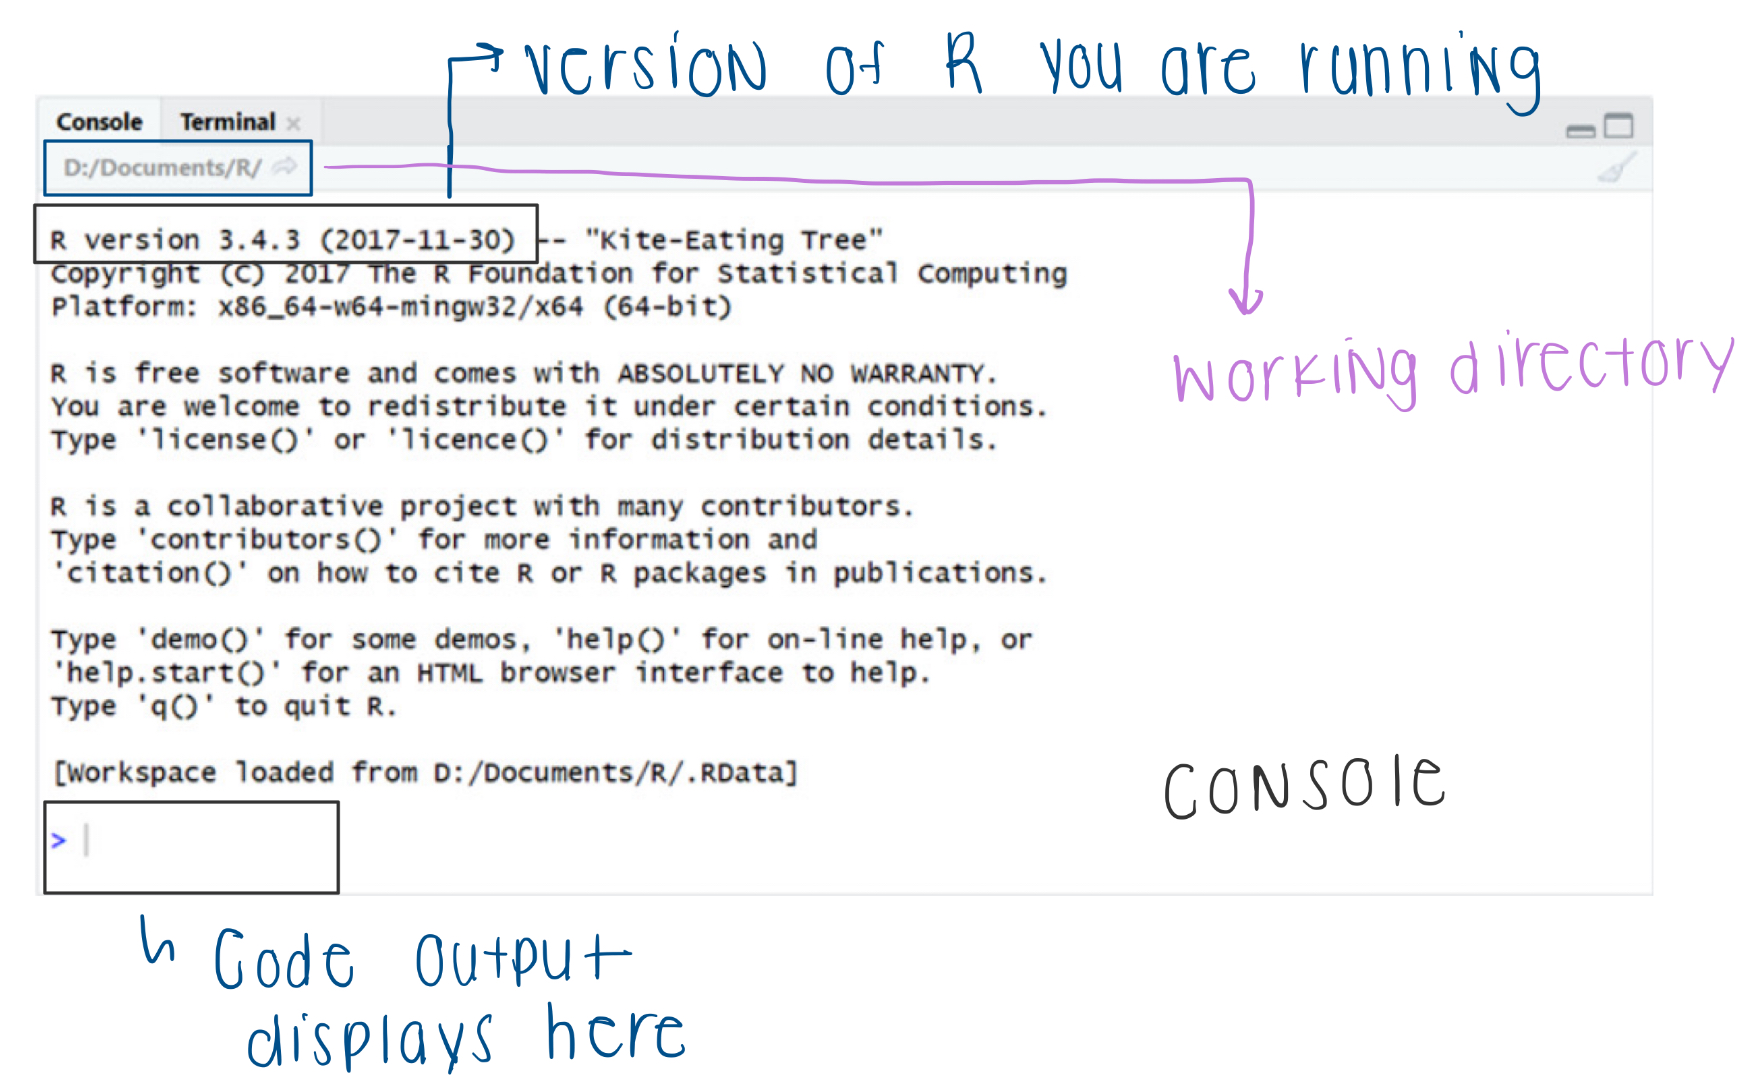 version of R you are running
Console Terminal ×
D:/Documents/R/
R version 3.4.3 (2017-11-30) -- "Kite-Eating Tree"
Copyright (C) 2017 The R Foundation for Statistical Computing
Platform: x86_64-w64-mingw32/x64 (64-bit)
working directory
R is free software and comes with ABSOLUTELY NO WARRANTY.
You are welcome to redistribute it under certain conditions.
Type 'license()' or 'licence()' for distribution details.
R is a collaborative project with many contributors.
Type 'contributors()' for more information and
'citation()' on how to cite R or R packages in publications.
Type 'demo()' for some demos, 'help()' for on-line help, or
'help.start()' for an HTML browser interface to help.
Type 'q()' to quit R.
[Workspace loaded from D:/Documents/R/.RData]
console
>
Code output
displays here